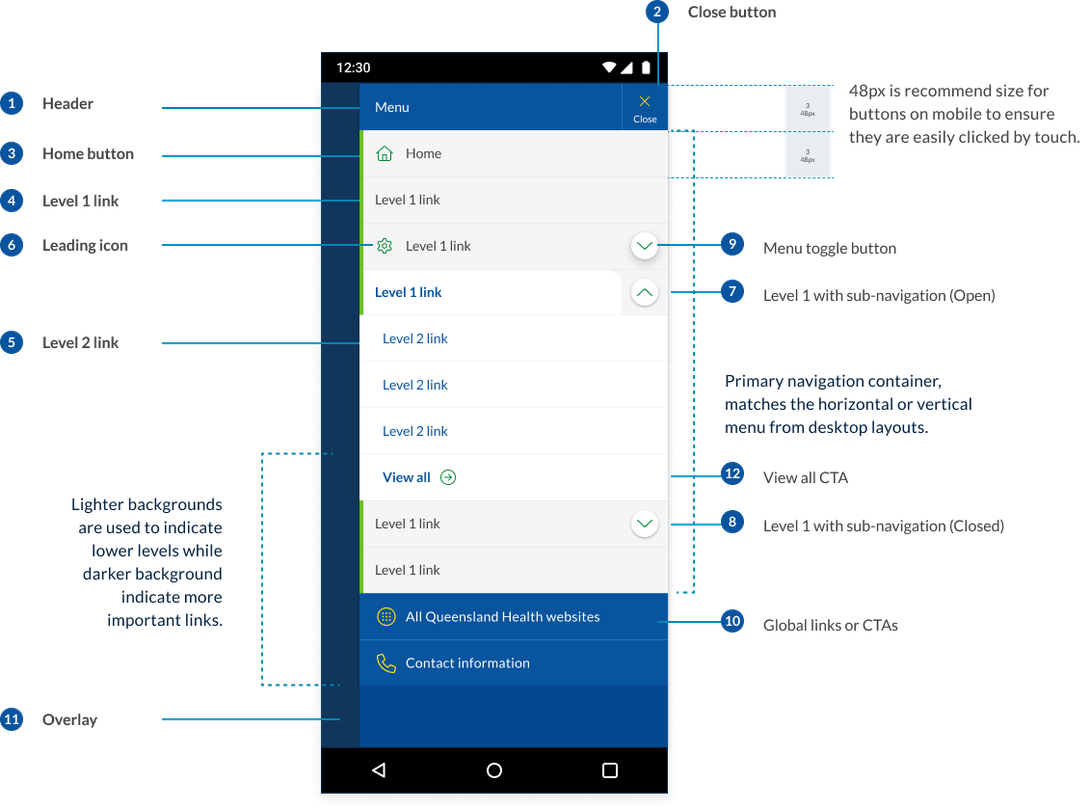 2 Close button
12:30
1 Header
Menu
Close
3
48px
48px is recommend size for
buttons on mobile to ensure
they are easily clicked by touch.
3 Home button
Home
3
48px
4 Level 1 link
Level 1 link
6 Leading icon
Level 1 link
9 Menu toggle button
Level 1 link
7 Level 1 with sub-navigation (Open)
5 Level 2 link
Level 2 link
Level 2 link
Level 2 link
Primary navigation container,
matches the horizontal or vertical
menu from desktop layouts.
View all
12 View all CTA
Lighter backgrounds
are used to indicate
lower levels while
darker background
indicate more
important links.
Level 1 link
8 Level 1 with sub-navigation (Closed)
Level 1 link
All Queensland Health websites
10 Global links or CTAs
Contact information
11 Overlay